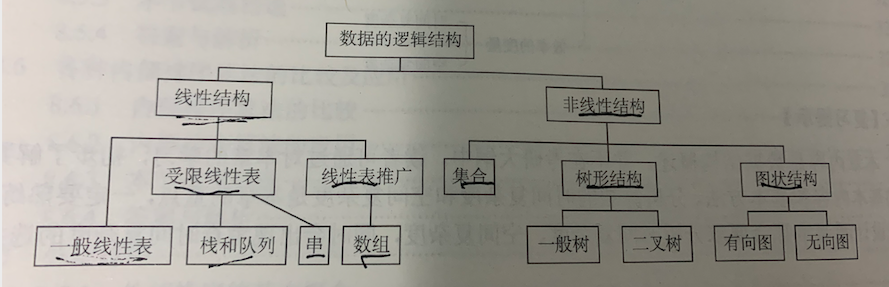 数据的逻辑结构
线性结构
非线性结构
受限线性表
线性表推广
集合
树形结构
图状结构
一般线性表
栈和队列
串
数组
一般树
二叉树
有向图
无向图